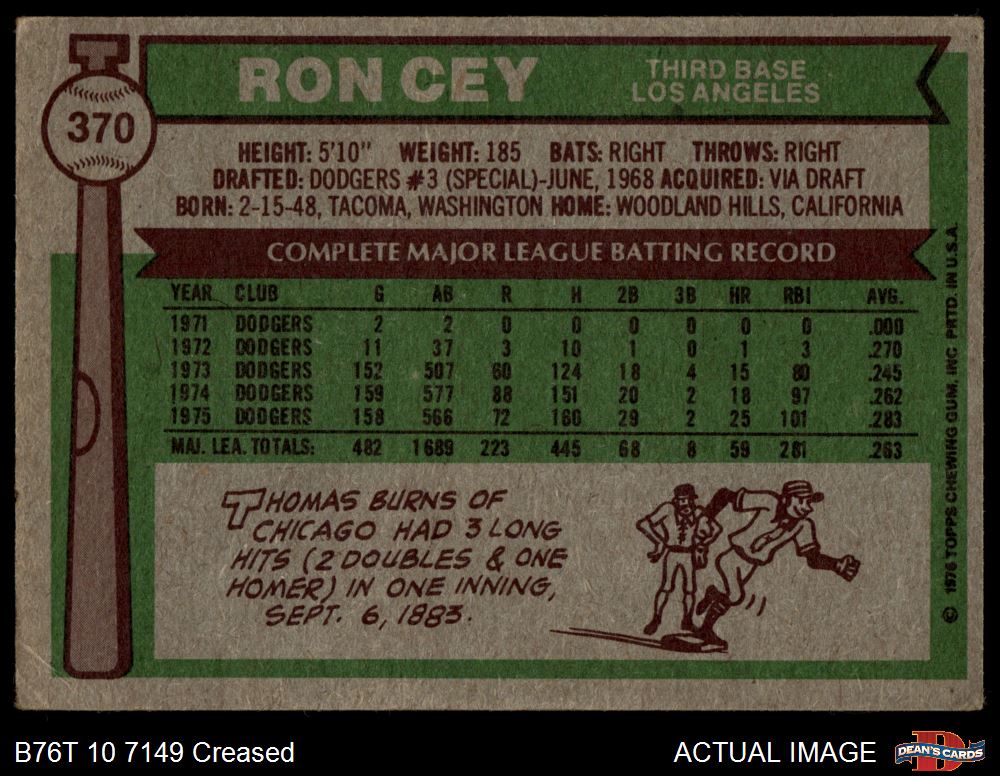 370
RON CEY
THIRD BASE
LOS ANGELES
HEIGHT: 5'10" WEIGHT: 185 BATS: RIGHT THROWS: RIGHT
DRAFTED: DODGERS #3 (SPECIAL)-JUNE, 1968 ACQUIRED: VIA DRAFT
BORN: 2-15-48, TACOMA, WASHINGTON HOME: WOODLAND HILLS, CALIFORNIA
COMPLETE MAJOR LEAGUE BATTING RECORD
YEAR CLUB G AB R H 2B 3B HR RBI AVG.
1971 DODGERS 2 2 0 0 0 0 0 0 .000
1972 DODGERS 11 37 3 10 1 0 1 3 .270
1973 DODGERS 152 507 60 124 18 4 15 80 .245
1974 DODGERS 159 577 88 151 20 2 18 97 .262
1975 DODGERS 158 566 72 160 29 2 25 101 .283
MAJ. LEA. TOTALS: 482 1689 223 445 68 8 59 281 .263
THOMAS BURNS OF
CHICAGO HAD 3 LONG
HITS (2 DOUBLES & ONE
HOMER) IN ONE INNING,
SEPT. 6, 1883.
© 1976 TOPPS CHEWING GUM, INC PRTD. IN U.S.A.
B76T 10 7149 Creased
ACTUAL IMAGE
DEAN'S CARDS